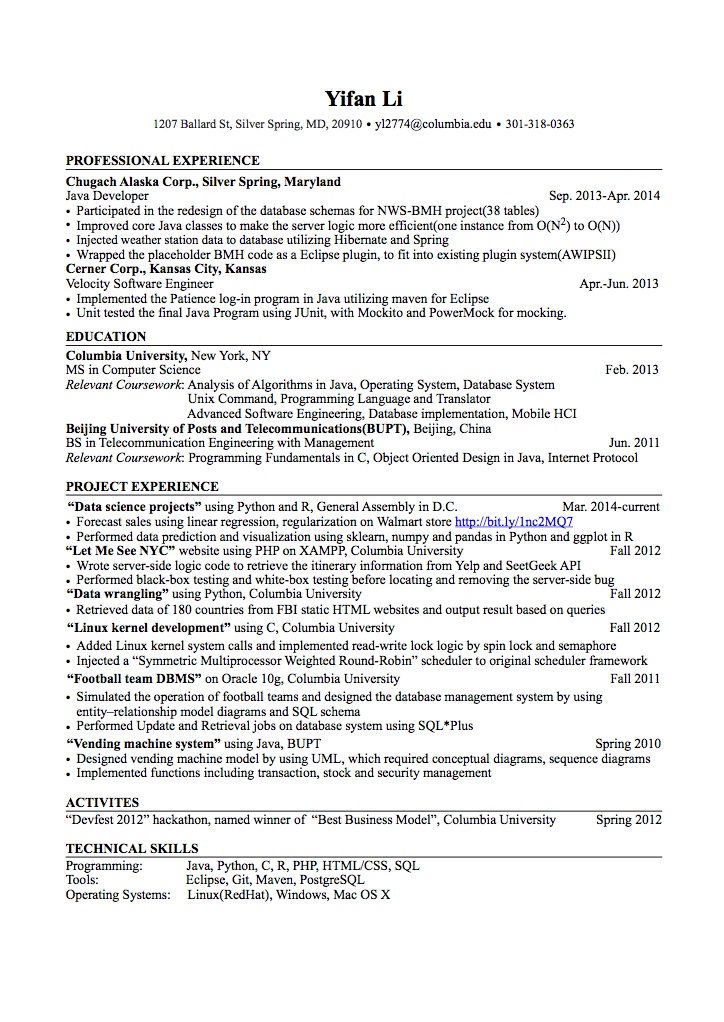 Yifan Li
1207 Ballard St, Silver Spring, MD, 20910 • yl2774@columbia.edu • 301-318-0363
PROFESSIONAL EXPERIENCE
Chugach Alaska Corp., Silver Spring, Maryland
Java Developer Sep. 2013-Apr. 2014
• Participated in the redesign of the database schemas for NWS-BMH project(38 tables)
• Improved core Java classes to make the server logic more efficient(one instance from O(N²) to O(N))
• Injected weather station data to database utilizing Hibernate and Spring
• Wrapped the placeholder BMH code as a Eclipse plugin, to fit into existing plugin system(AWIPSII)
Cerner Corp., Kansas City, Kansas
Velocity Software Engineer Apr.-Jun. 2013
• Implemented the Patience log-in program in Java utilizing maven for Eclipse
• Unit tested the final Java Program using JUnit, with Mockito and PowerMock for mocking.
EDUCATION
Columbia University, New York, NY
MS in Computer Science Feb. 2013
Relevant Coursework: Analysis of Algorithms in Java, Operating System, Database System
Unix Command, Programming Language and Translator
Advanced Software Engineering, Database implementation, Mobile HCI
Beijing University of Posts and Telecommunications(BUPT), Beijing, China
BS in Telecommunication Engineering with Management Jun. 2011
Relevant Coursework: Programming Fundamentals in C, Object Oriented Design in Java, Internet Protocol
PROJECT EXPERIENCE
“Data science projects” using Python and R, General Assembly in D.C. Mar. 2014-current
• Forecast sales using linear regression, regularization on Walmart store http://bit.ly/1nc2MQ7
• Performed data prediction and visualization using sklearn, numpy and pandas in Python and ggplot in R
“Let Me See NYC” website using PHP on XAMPP, Columbia University Fall 2012
• Wrote server-side logic code to retrieve the itinerary information from Yelp and SeetGeek API
• Performed black-box testing and white-box testing before locating and removing the server-side bug
“Data wrangling” using Python, Columbia University Fall 2012
• Retrieved data of 180 countries from FBI static HTML websites and output result based on queries
“Linux kernel development” using C, Columbia University Fall 2012
• Added Linux kernel system calls and implemented read-write lock logic by spin lock and semaphore
• Injected a “Symmetric Multiprocessor Weighted Round-Robin” scheduler to original scheduler framework
“Football team DBMS” on Oracle 10g, Columbia University Fall 2011
• Simulated the operation of football teams and designed the database management system by using
entity–relationship model diagrams and SQL schema
• Performed Update and Retrieval jobs on database system using SQL*Plus
“Vending machine system” using Java, BUPT Spring 2010
• Designed vending machine model by using UML, which required conceptual diagrams, sequence diagrams
• Implemented functions including transaction, stock and security management
ACTIVITES
“Devfest 2012” hackathon, named winner of “Best Business Model”, Columbia University Spring 2012
TECHNICAL SKILLS
Programming: Java, Python, C, R, PHP, HTML/CSS, SQL
Tools: Eclipse, Git, Maven, PostgreSQL
Operating Systems: Linux(RedHat), Windows, Mac OS X